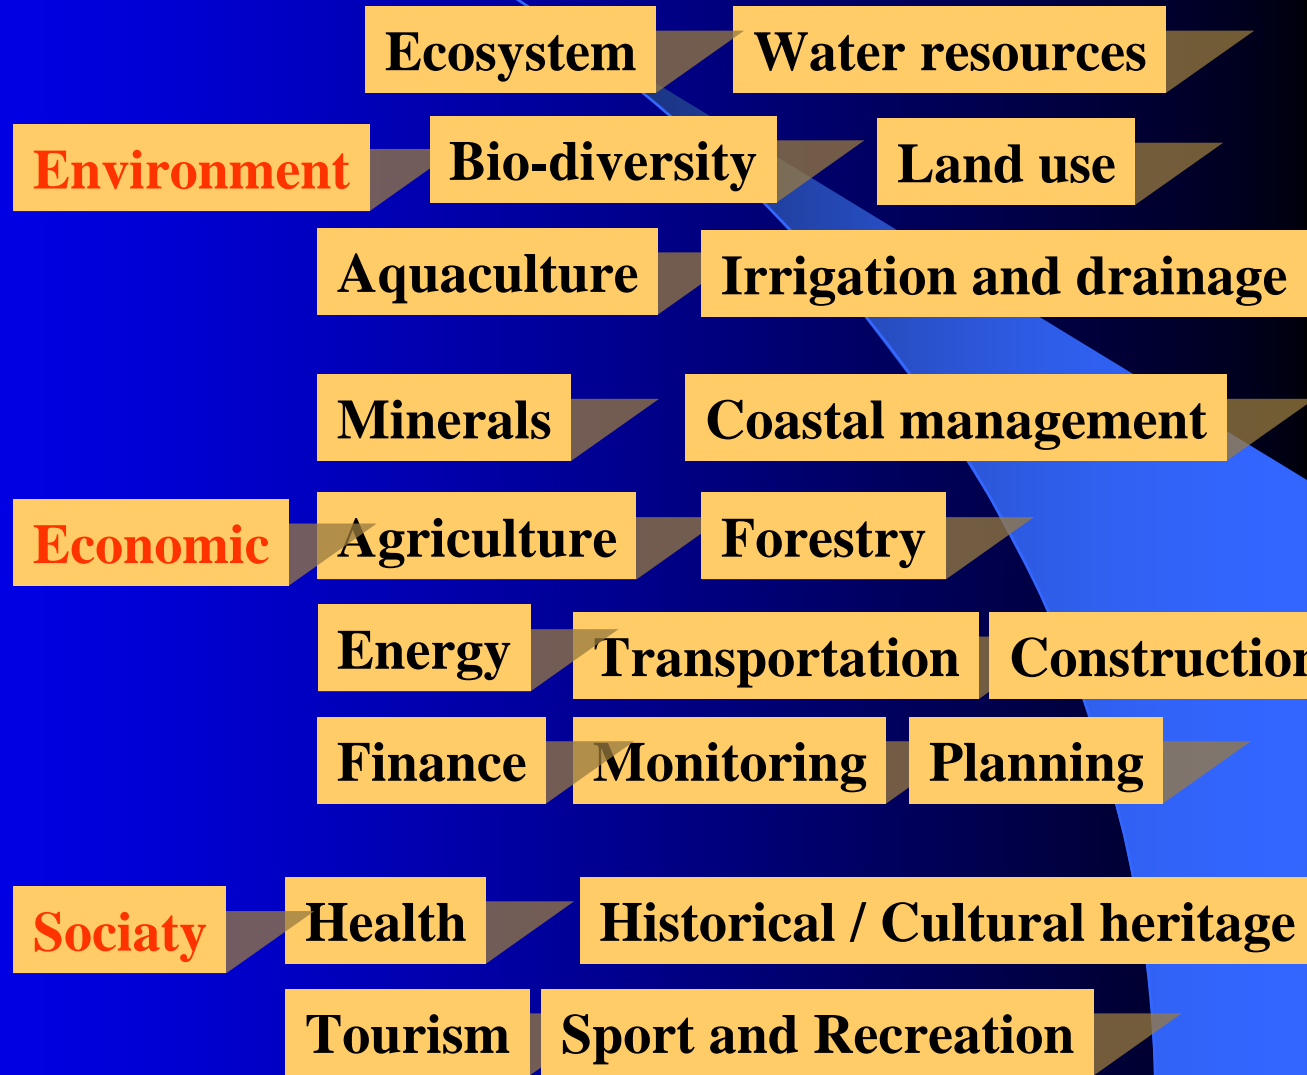 Ecosystem Water resources
Environment Bio-diversity Land use
Aquaculture Irrigation and drainage
Minerals Coastal management
Economic Agriculture Forestry
Energy Transportation Construction
Finance Monitoring Planning
Sociaty Health Historical / Cultural heritage
Tourism Sport and Recreation